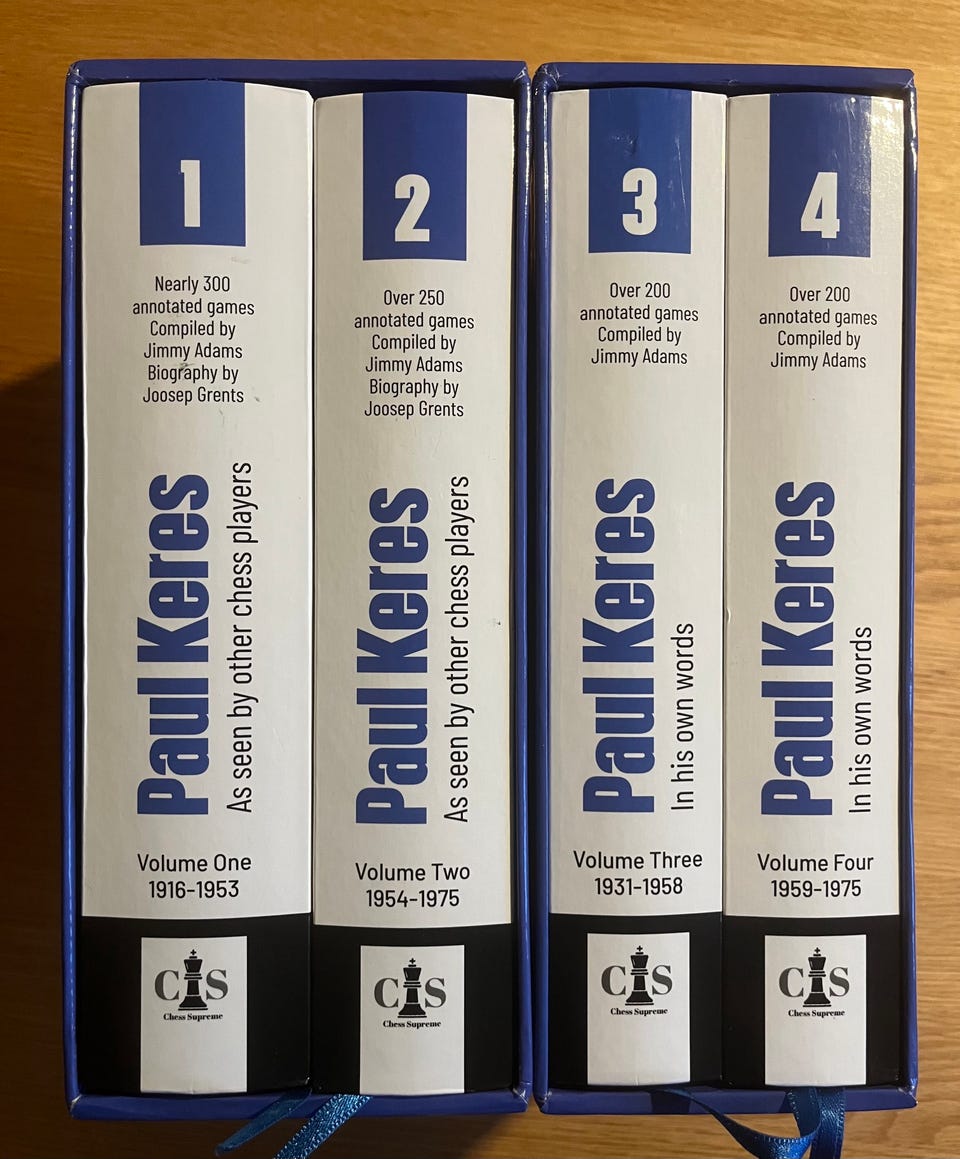 1
Nearly 300
annotated games
Compiled by
Jimmy Adams
Biography by
Joosep Grents
Paul Keres
As seen by other chess players
Volume One
1916-1953
CS
Chess Supreme
2
Over 250
annotated games
Compiled by
Jimmy Adams
Biography by
Joosep Grents
Paul Keres
As seen by other chess players
Volume Two
1954-1975
CS
Chess Supreme
3
Over 200
annotated games
Compiled by
Jimmy Adams
Paul Keres
In his own words
Volume Three
1931-1958
CS
Chess Supreme
4
Over 200
annotated games
Compiled by
Jimmy Adams
Paul Keres
In his own words
Volume Four
1959-1975
CS
Chess Supreme